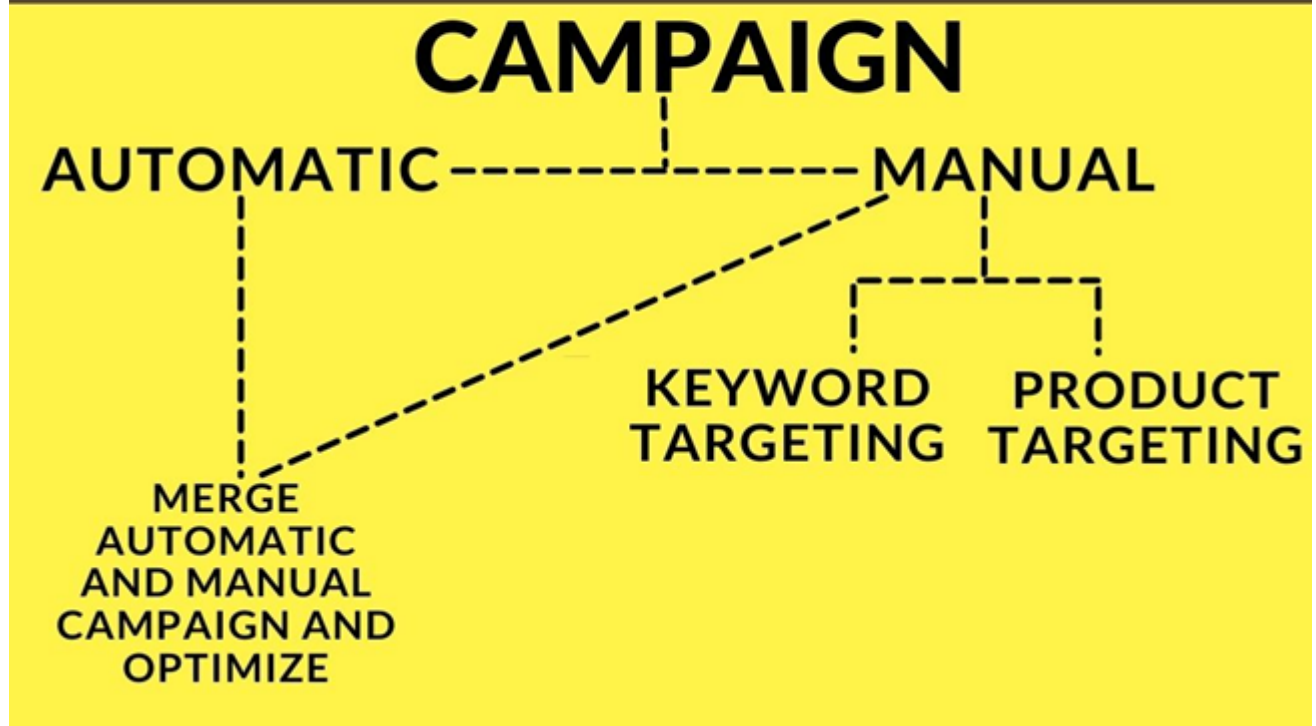 CAMPAIGN
AUTOMATIC
MANUAL
KEYWORD
TARGETING
PRODUCT
TARGETING
MERGE
AUTOMATIC
AND MANUAL
CAMPAIGN AND
OPTIMIZE